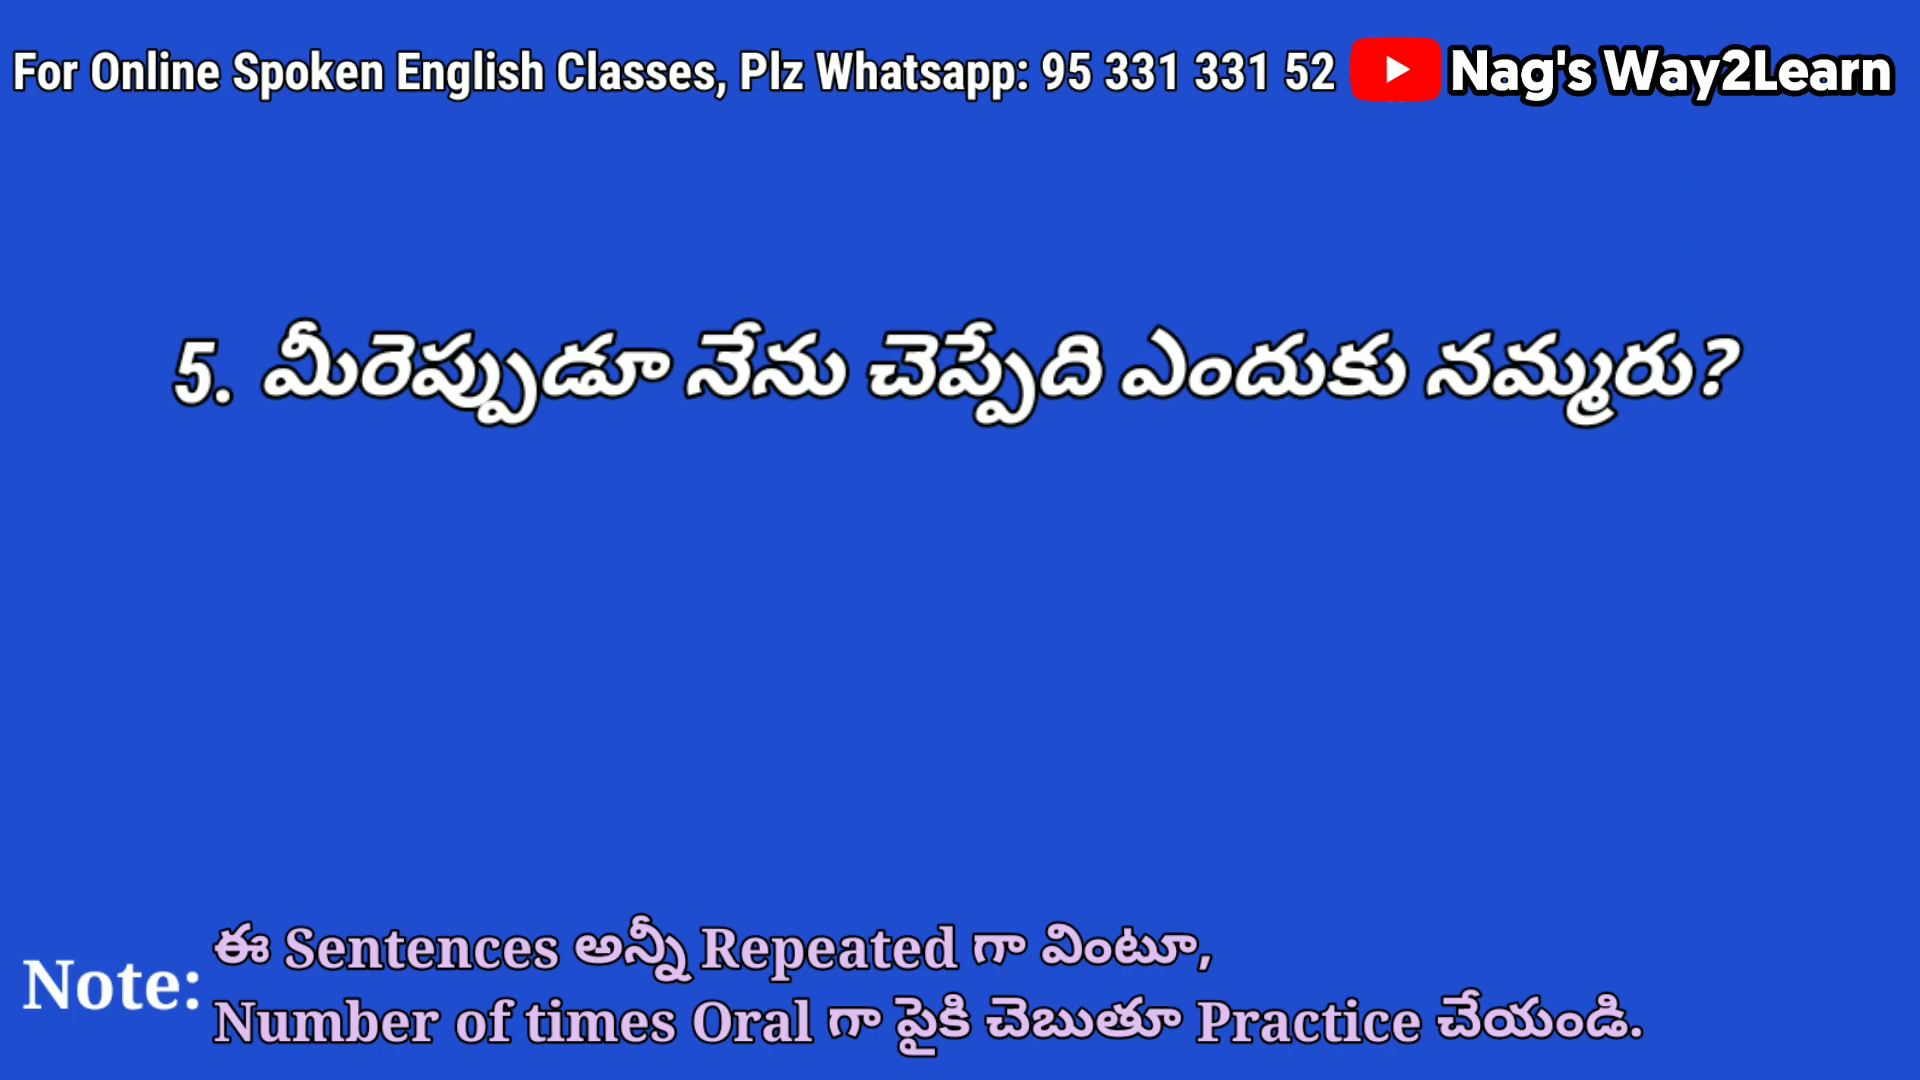 For Online Spoken English Classes, Plz Whatsapp: 95 331 331 52 Nag's Way2Learn
5. మీరెప్పుడూ నేను చెప్పేది ఎందుకు నమ్మరు?
Note: ఈ Sentences అన్నీ Repeated గా వింటూ,
Number of times Oral గా పైకి చెబుతూ Practice చేయండి.